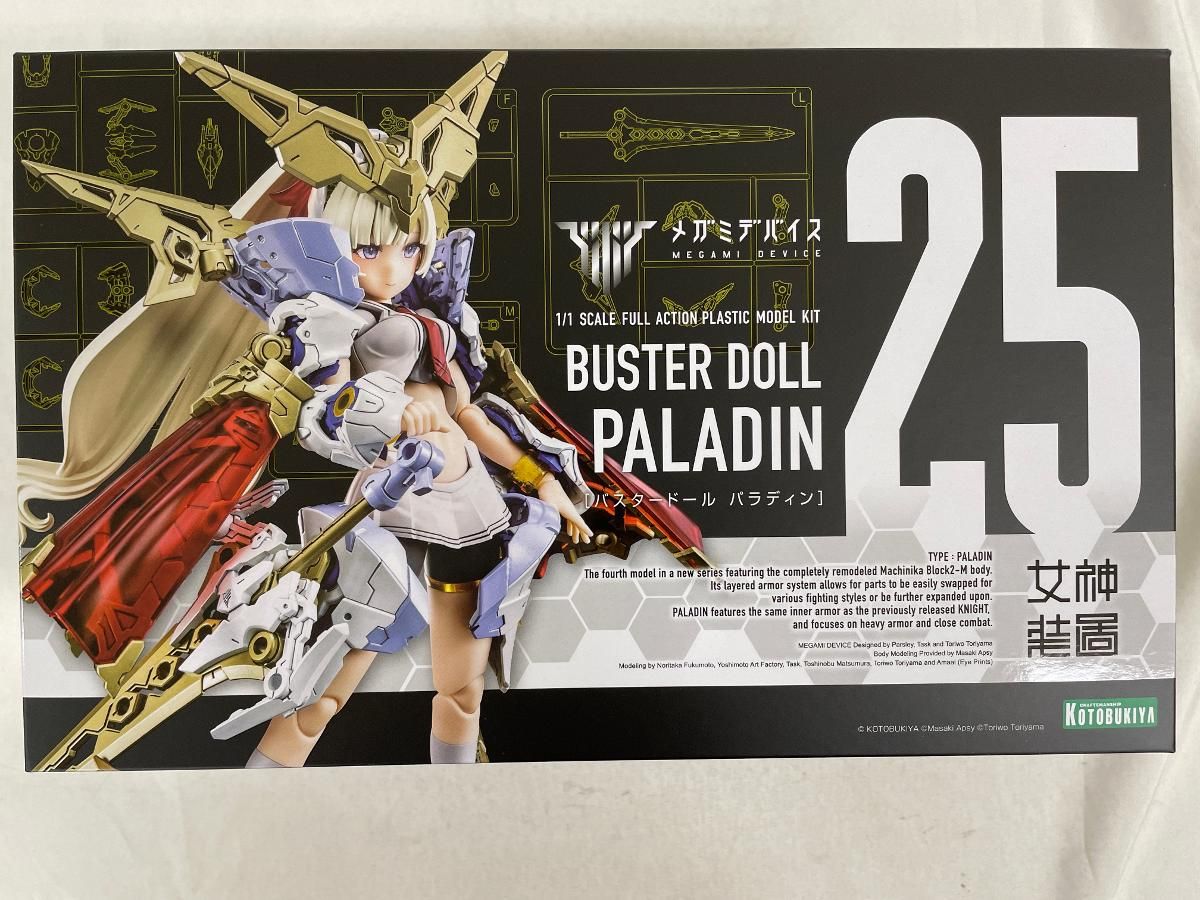 F
L
M
25
メガミデバイス
MEGAMI DEVICE
1/1 SCALE FULL ACTION PLASTIC MODEL KIT
BUSTER DOLL
PALADIN
[バスタードール パラディン]
TYPE : PALADIN
The fourth model in a new series featuring the completely remodeled Machinika Block2-M body.
Its layered armor system allows for parts to be easily swapped for
various fighting styles or be further expanded upon.
PALADIN features the same inner armor as the previously released KNIGHT,
and focuses on heavy armor and close combat.
MEGAMI DEVICE Designed by Parsley, Task and Toriwo Toriyama
Body Modeling Provided by Masaki Apsy
Modeling by Noritaka Fukumoto, Yoshimoto Art Factory, Task, Toshinobu Matsumura, Toriwo Toriyama and Amaai (Eye Prints)
女神
装置
CRAFTSMANSHIP
KOTOBUKIYA
© KOTOBUKIYA ©Masaki Apsy ©Toriwo Toriyama